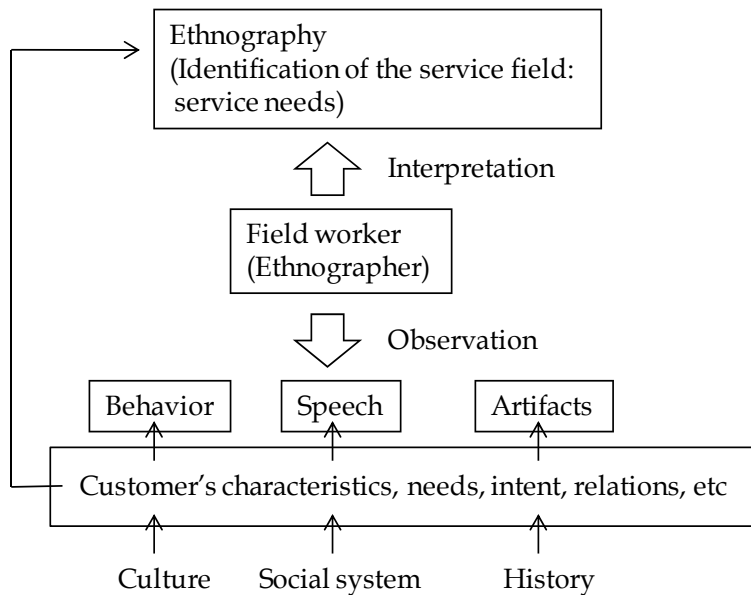 Ethnography
(Identification of the service field:
service needs)
Interpretation
Field worker
(Ethnographer)
Observation
Behavior
Speech
Artifacts
Customer's characteristics, needs, intent, relations, etc
Culture
Social system
History